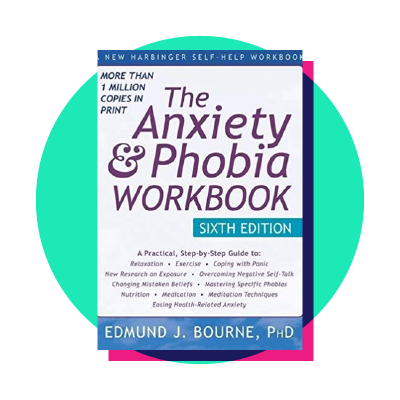 A NEW HARBINGER SELF-HELP WORKBOOK
MORE THAN
1 MILLION
COPIES IN
PRINT
The
Anxiety
& Phobia
WORKBOOK
SIXTH EDITION
A Practical, Step-by-Step Guide to:
Relaxation • Exercise • Coping with Panic
New Research on Exposure • Overcoming Negative Self-Talk
Changing Mistaken Beliefs • Mastering Specific Phobias
Nutrition • Medication • Meditation Techniques
Easing Health-Related Anxiety
EDMUND J. BOURNE, PHD